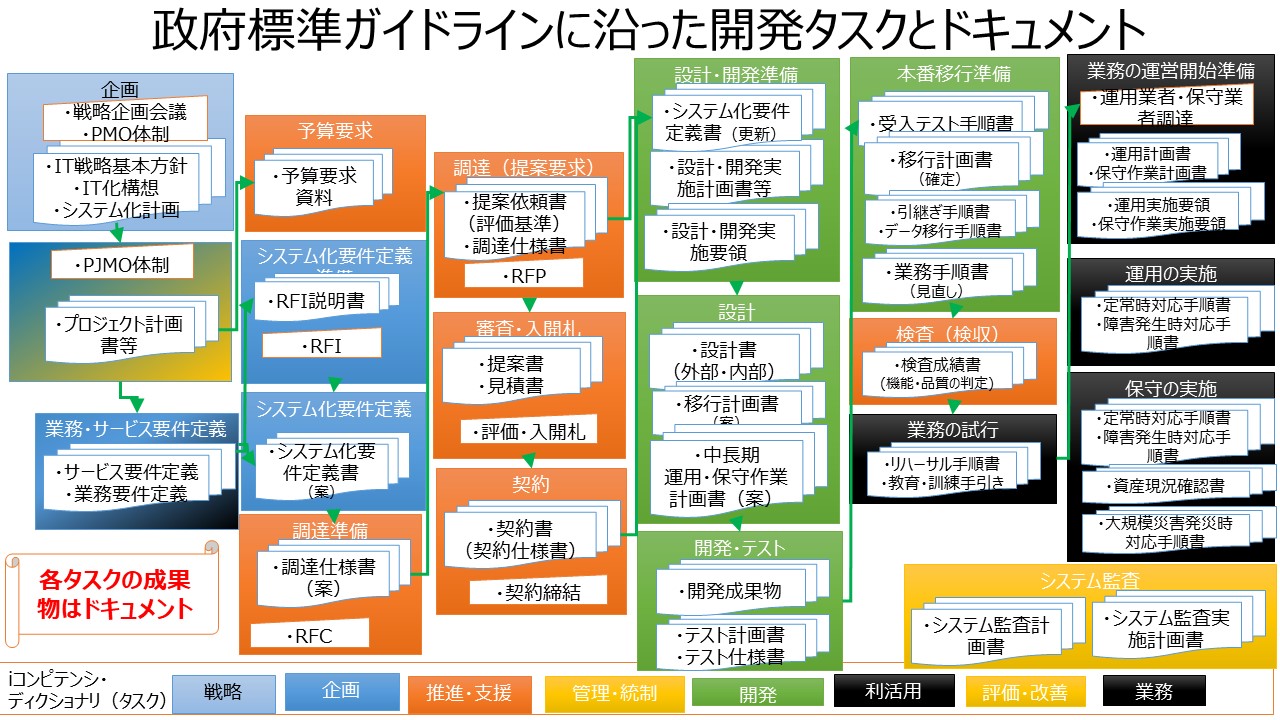 政府標準ガイドラインに沿った開発タスクとドキュメント
企画
・戦略企画会議
・PMO体制
・IT戦略基本方針
・IT化構想
・システム化計画
・PJMO体制
・プロジェクト計画
書等
業務・サービス要件定義
・サービス要件定義
・業務要件定義
各タスクの成果
物はドキュメント
予算要求
・予算要求
資料
システム化要件定義
・RFI説明書
・RFI
システム化要件定義
・システム化要
件定義書
（案）
調達準備
・調達仕様書
（案）
・RFC
調達（提案要求）
・提案依頼書
（評価基準）
・調達仕様書
・RFP
審査・入開札
・提案書
・見積書
・評価・入開札
契約
・契約書
（契約仕様書）
・契約締結
設計・開発準備
・システム化要件
定義書（更新）
・設計・開発実
施計画書等
・設計・開発実
施要領
設計
・設計書
（外部・内部）
・移行計画書
（案）
・中長期
運用・保守作業
計画書（案）
開発・テスト
・開発成果物
・テスト計画書
・テスト仕様書
本番移行準備
・受入テスト手順書
・移行計画書
（確定）
・引継ぎ手順書
・データ移行手順書
・業務手順書
（見直し）
検査（検収）
・検査成績書
（機能・品質の判定）
業務の試行
・リハーサル手順書
・教育・訓練手引き
業務の運営開始準備
・運用業者・保守業
者調達
・運用計画書
・保守作業計画書
・運用実施要領
・保守作業実施要領
運用の実施
・定常時対応手順書
・障害発生時対応手
順書
保守の実施
・定常時対応手順書
・障害発生時対応手
順書
・資産現況確認書
・大規模災害発災時
対応手順書
システム監査
・システム監査計
画書
・システム監査実
施計画書
iコンピテンシ・
ディクショナリ（タスク）
戦略
企画
推進・支援
管理・統制
開発
利活用
評価・改善
業務